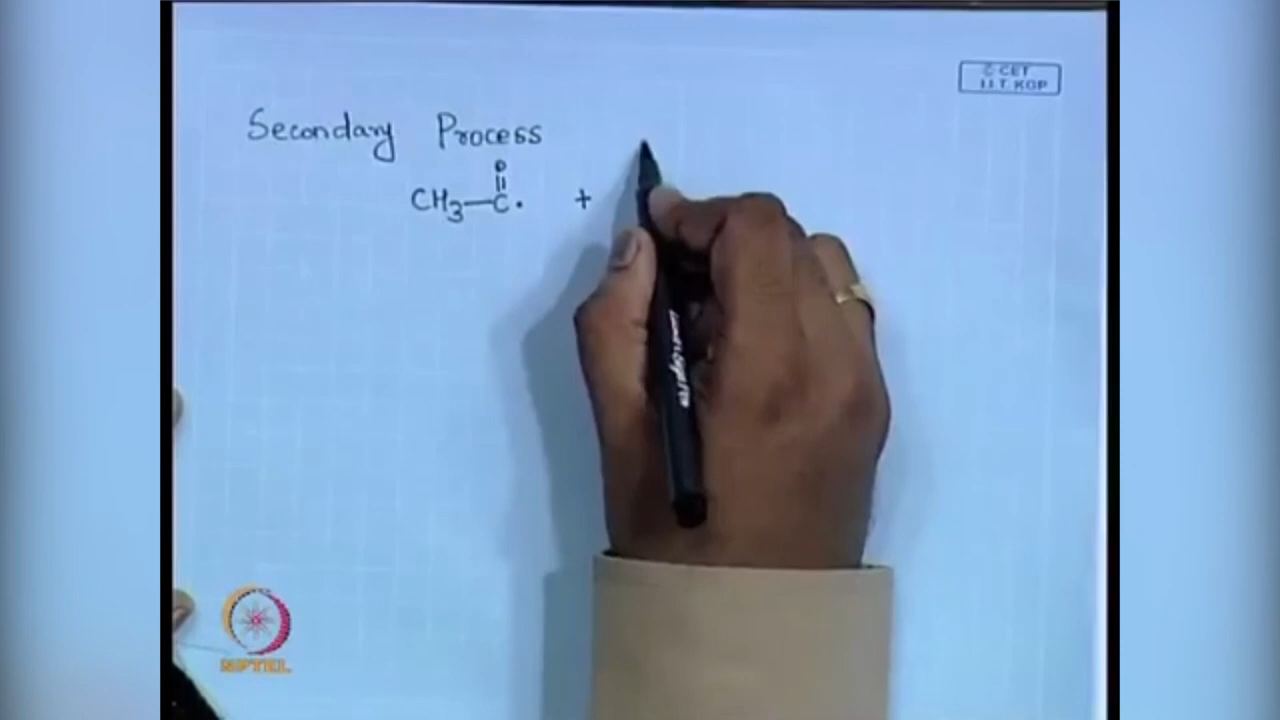 © CET
I.I.T. KGP
Secondary Process
O
CH3—C· +
NPTEL